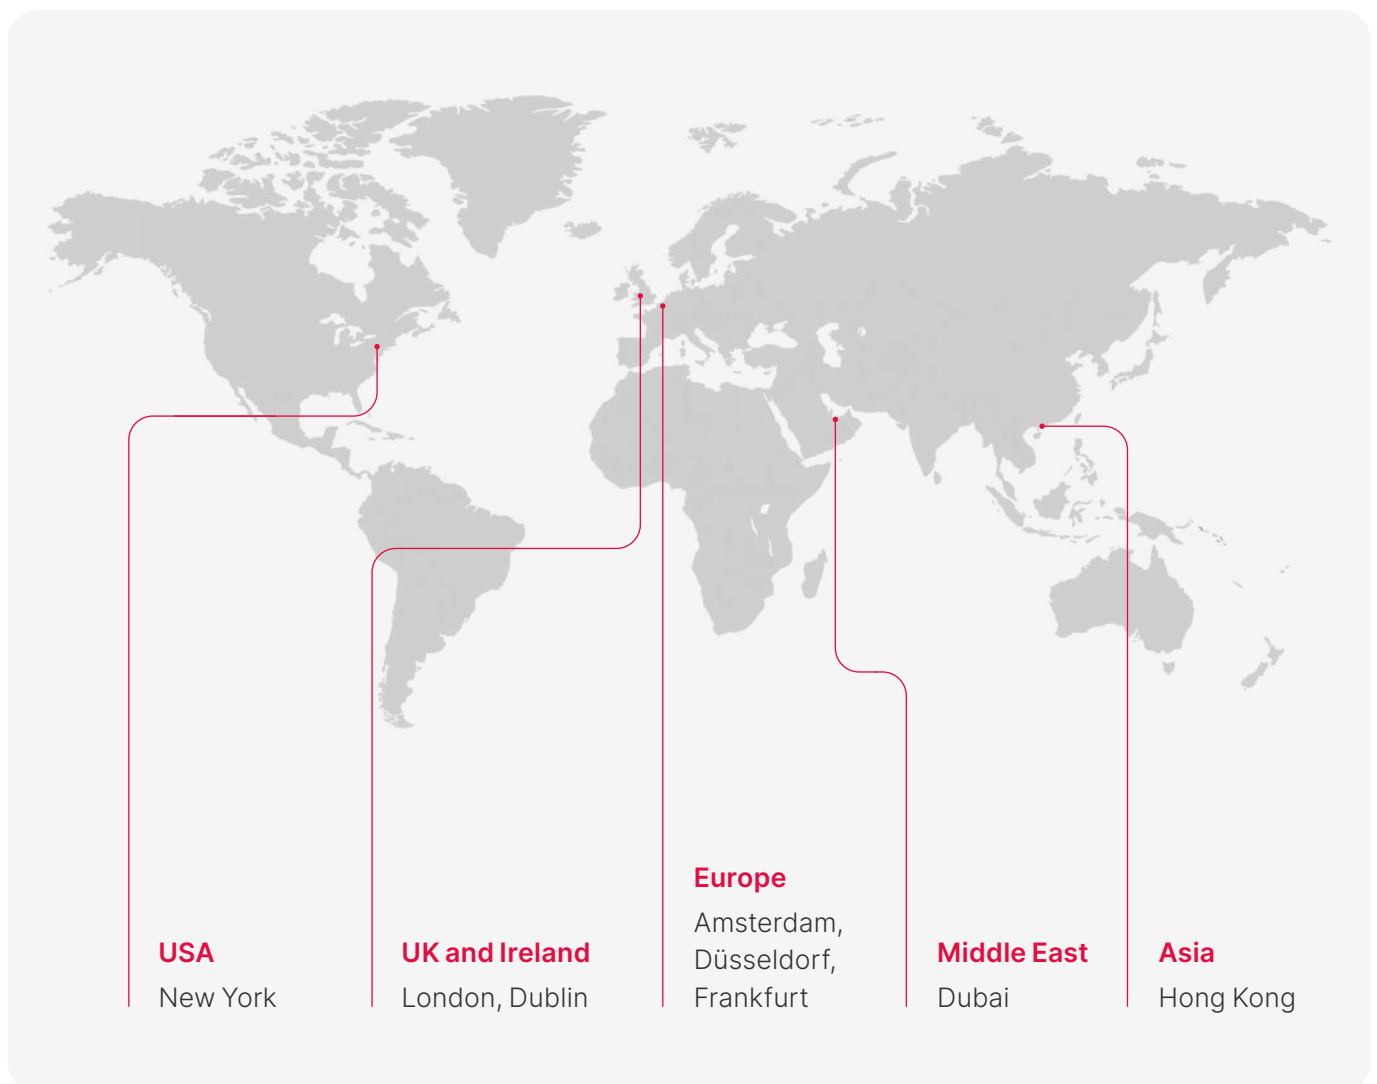 USA
New York
UK and Ireland
London, Dublin
Europe
Amsterdam,
Düsseldorf,
Frankfurt
Middle East
Dubai
Asia
Hong Kong